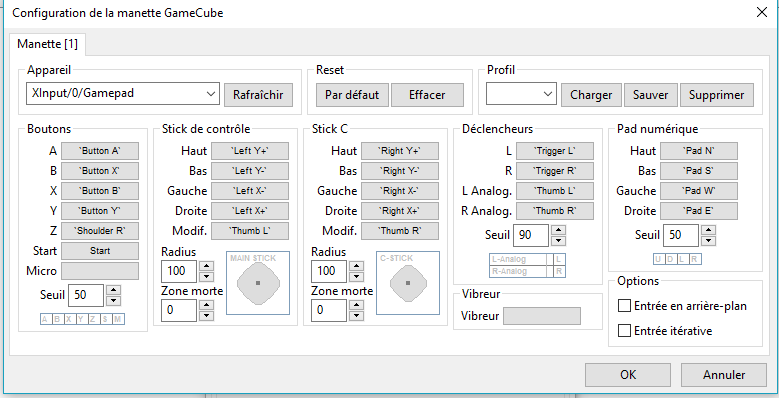 Configuration de la manette GameCube
Manette [1]
Appareil
XInput/0/Gamepad
Rafraîchir
Reset
Par défaut
Effacer
Profil
Charger
Sauver
Supprimer
Boutons
A `Button A`
B `Button X`
X `Button B`
Y `Button Y`
Z `Shoulder R`
Start Start
Micro
Seuil 50
A B X Y Z S M
Stick de contrôle
Haut `Left Y+`
Bas `Left Y-`
Gauche `Left X-`
Droite `Left X+`
Modif. `Thumb L`
Radius
100
Zone morte
0
MAIN STICK
Stick C
Haut `Right Y+`
Bas `Right Y-`
Gauche `Right X-`
Droite `Right X+`
Modif. `Thumb R`
Radius
100
Zone morte
0
C-STICK
Déclencheurs
L `Trigger L`
R `Trigger R`
L Analog. `Thumb L`
R Analog. `Thumb R`
Seuil 90
L-Analog L
R-Analog R
Vibreur
Vibreur
Pad numérique
Haut `Pad N`
Bas `Pad S`
Gauche `Pad W`
Droite `Pad E`
Seuil 50
U D L R
Options
Entrée en arrière-plan
Entrée itérative
OK
Annuler